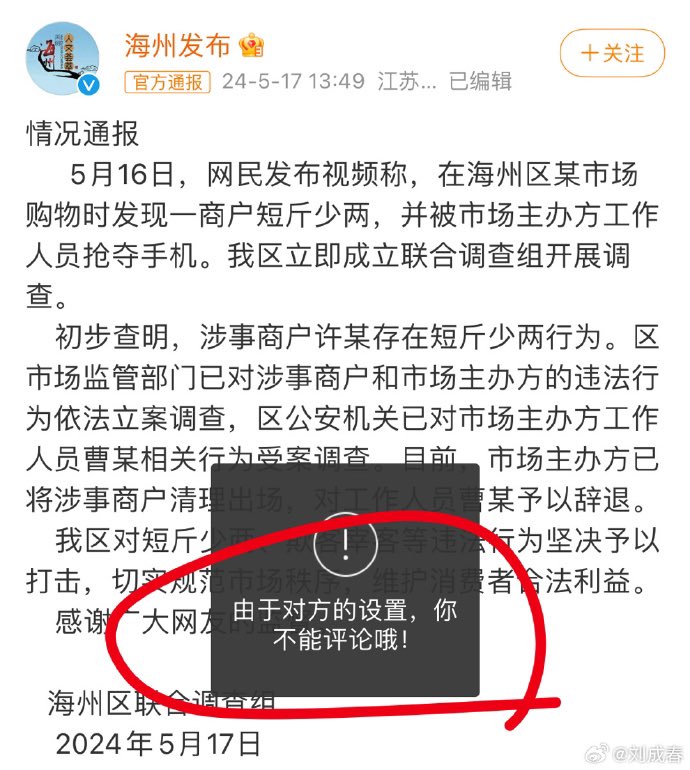 海州发布
+关注
官方通报 24-5-17 13:49 江苏... 已编辑
情况通报
5月16日，网民发布视频称，在海州区某市场
购物时发现一商户短斤少两，并被市场主办方工作
人员抢夺手机。我区立即成立联合调查组开展调
查。
初步查明，涉事商户许某存在短斤少两行为。区
市场监管部门已对涉事商户和市场主办方的违法行
为依法立案调查，区公安机关已对市场主办方工作
人员曹某相关行为受案调查。目前，市场主办方已
将涉事商户清理出场，对工作人员曹某予以辞退。
我区对短斤少两、欺客宰客等违法行为坚决予以
打击，切实规范市场秩序，维护消费者合法利益。
感谢广大网友的监
由于对方的设置，你
不能评论哦！
海州区联合调查组
2024年5月17日
@刘成春